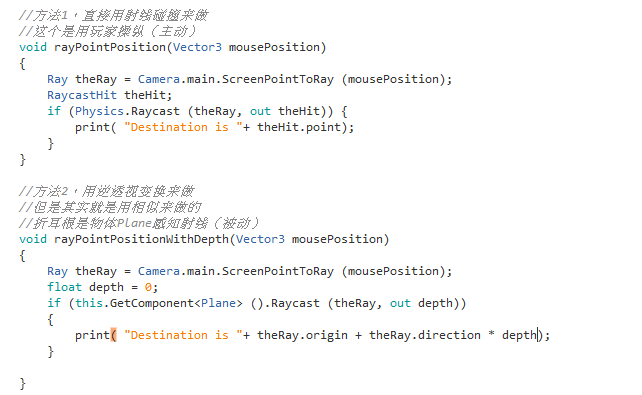 //方法1，直接用射线碰撞来做
//这个是用玩家操纵（主动）
void rayPointPosition(Vector3 mousePosition)
{
Ray theRay = Camera.main.ScreenPointToRay (mousePosition);
RaycastHit theHit;
if (Physics.Raycast (theRay, out theHit)) {
print( "Destination is "+ theHit.point);
}
}
//方法2，用逆透视变换来做
//但是其实就是用相似来做的
//折耳根是物体Plane感知射线（被动）
void rayPointPositionWithDepth(Vector3 mousePosition)
{
Ray theRay = Camera.main.ScreenPointToRay (mousePosition);
float depth = 0;
if (this.GetComponent<Plane> ().Raycast (theRay, out depth))
{
print( "Destination is "+ theRay.origin + theRay.direction * depth);
}
}